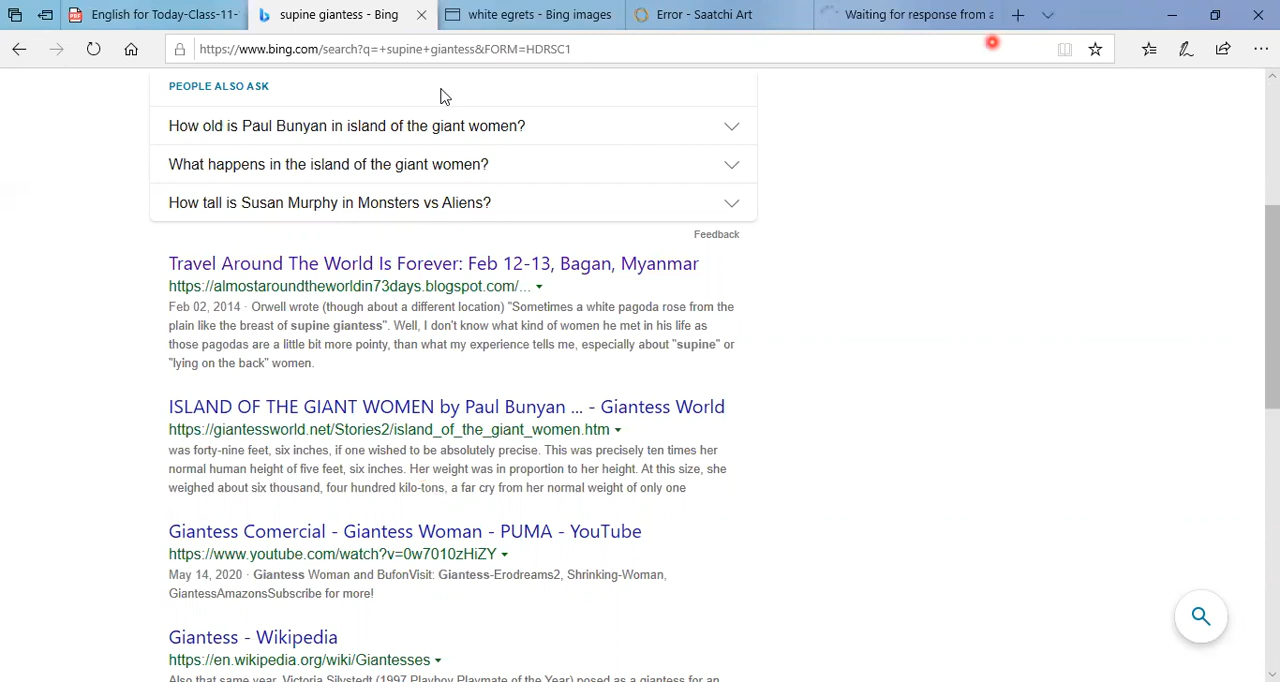 English for Today-Class-11-
supine giantess - Bing
white egrets - Bing images
Error - Saatchi Art
Waiting for response from a
https://www.bing.com/search?q=+supine+giantess&FORM=HDRSC1
PEOPLE ALSO ASK
How old is Paul Bunyan in island of the giant women?
What happens in the island of the giant women?
How tall is Susan Murphy in Monsters vs Aliens?
Feedback
Travel Around The World Is Forever: Feb 12-13, Bagan, Myanmar
https://almostaroundtheworldin73days.blogspot.com/...
Feb 02, 2014 · Orwell wrote (though about a different location) "Sometimes a white pagoda rose from the
plain like the breast of supine giantess". Well, I don't know what kind of women he met in his life as
those pagodas are a little bit more pointy, than what my experience tells me, especially about "supine" or
"lying on the back" women.
ISLAND OF THE GIANT WOMEN by Paul Bunyan ... - Giantess World
https://giantessworld.net/Stories2/island_of_the_giant_women.htm
was forty-nine feet, six inches, if one wished to be absolutely precise. This was precisely ten times her
normal human height of five feet, six inches. Her weight was in proportion to her height. At this size, she
weighed about six thousand, four hundred kilo-tons, a far cry from her normal weight of only one
Giantess Comercial - Giantess Woman - PUMA - YouTube
https://www.youtube.com/watch?v=0w7010zHiZY
May 14, 2020 · Giantess Woman and BufonVisit: Giantess-Erodreams2, Shrinking-Woman,
GiantessAmazonsSubscribe for more!
Giantess - Wikipedia
https://en.wikipedia.org/wiki/Giantesses
Also that same year, Victoria Silvstedt (1997 Playboy Playmate of the Year) posed as a giantess for an